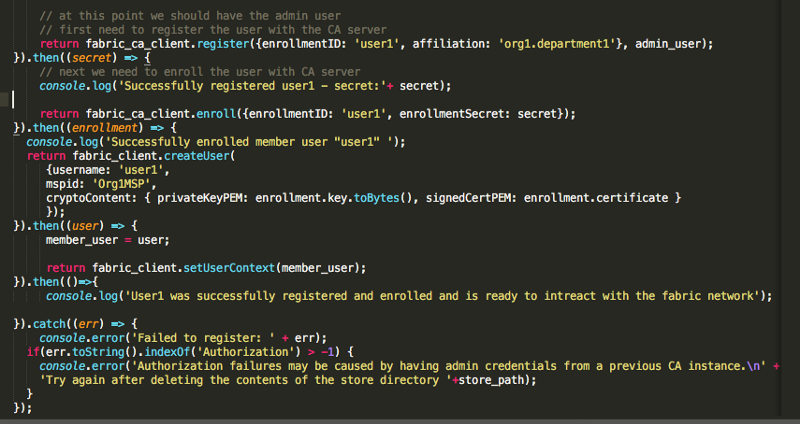 // at this point we should have the admin user
// first need to register the user with the CA server
return fabric_ca_client.register({enrollmentID: 'user1', affiliation: 'org1.department1'}, admin_user);
}).then((secret) => {
// next we need to enroll the user with CA server
console.log('Successfully registered user1 - secret:'+ secret);
return fabric_ca_client.enroll({enrollmentID: 'user1', enrollmentSecret: secret});
}).then((enrollment) => {
console.log('Successfully enrolled member user "user1" ');
return fabric_client.createUser(
{username: 'user1',
mspid: 'Org1MSP',
cryptoContent: { privateKeyPEM: enrollment.key.toBytes(), signedCertPEM: enrollment.certificate }
});
}).then((user) => {
member_user = user;
return fabric_client.setUserContext(member_user);
}).then(()=>{
console.log('User1 was successfully registered and enrolled and is ready to intreact with the fabric network');
}).catch((err) => {
console.error('Failed to register: ' + err);
if(err.toString().indexOf('Authorization') > -1) {
console.error('Authorization failures may be caused by having admin credentials from a previous CA instance.\n' +
'Try again after deleting the contents of the store directory '+store_path);
}
});